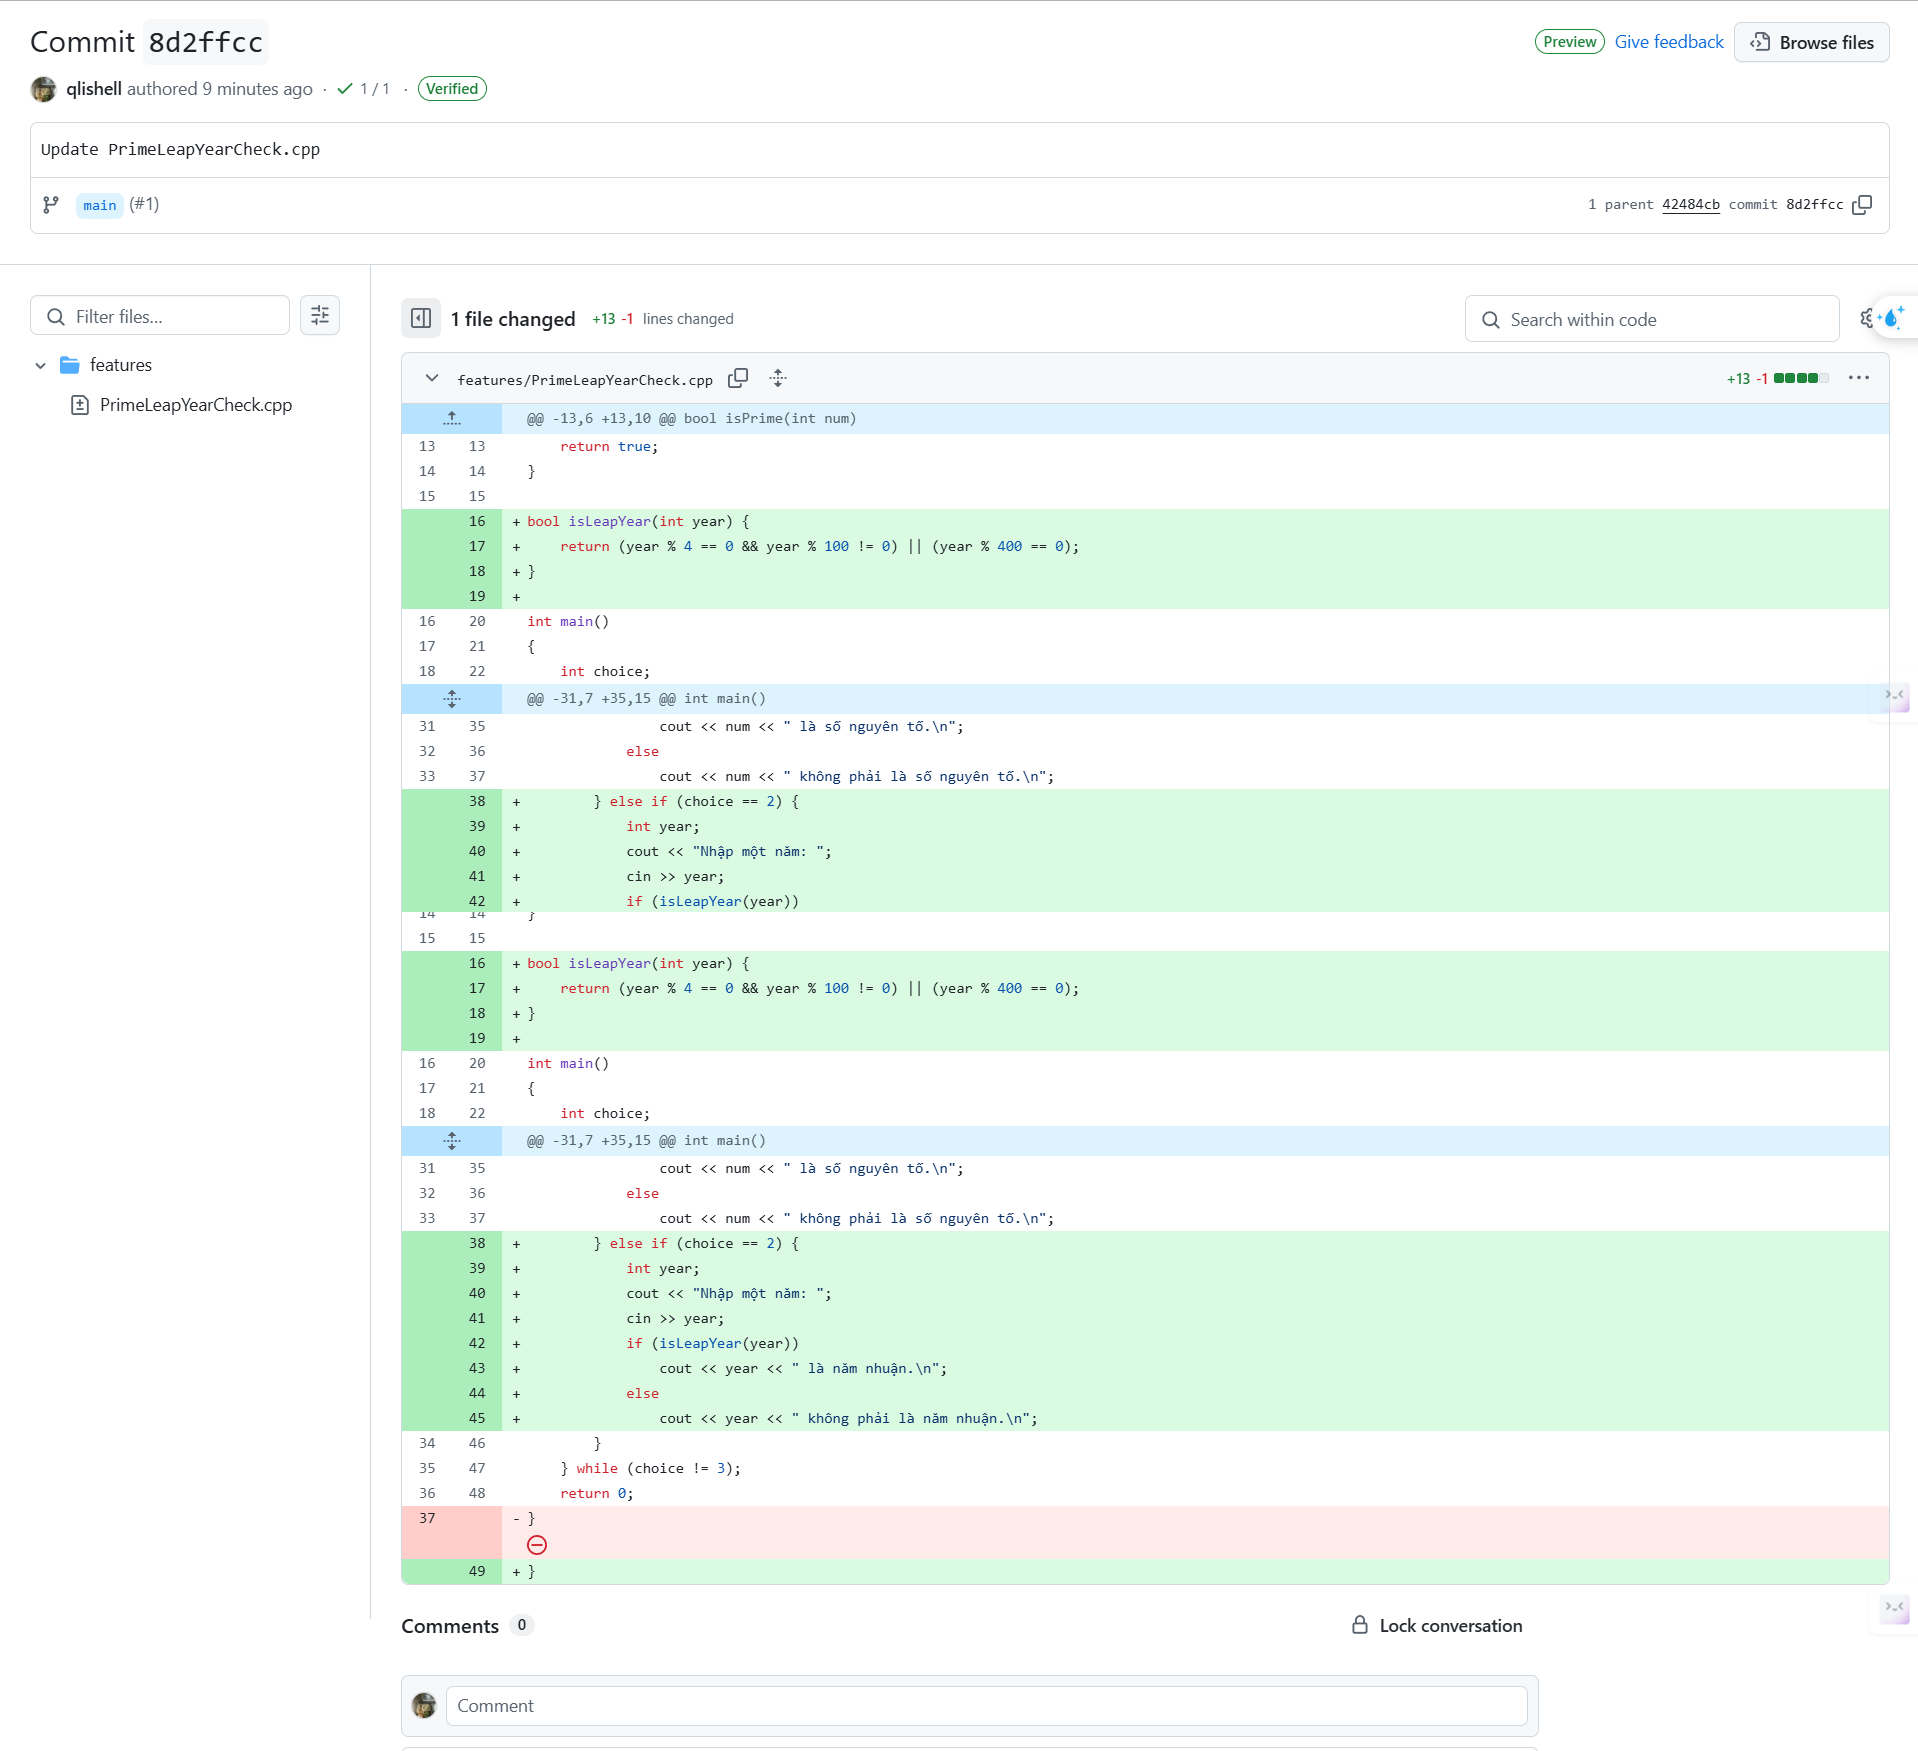 Commit 8d2ffcc
Preview Give feedback Browse files
qlishell authored 9 minutes ago · 1 / 1 · Verified
Update PrimeLeapYearCheck.cpp
main (#1)
1 parent 42484cb commit 8d2ffcc
Filter files...
features
PrimeLeapYearCheck.cpp
1 file changed +13 -1 lines changed
Search within code
features/PrimeLeapYearCheck.cpp
+13 -1
@@ -13,6 +13,10 @@ bool isPrime(int num)
13 13 return true;
14 14 }
15 15
16 + bool isLeapYear(int year) {
17 + return (year % 4 == 0 && year % 100 != 0) || (year % 400 == 0);
18 + }
19 +
16 20 int main()
17 21 {
18 22 int choice;
@@ -31,7 +35,15 @@ int main()
31 35 cout << num << " là số nguyên tố.\n";
32 36 else
33 37 cout << num << " không phải là số nguyên tố.\n";
38 + } else if (choice == 2) {
39 + int year;
40 + cout << "Nhập một năm: ";
41 + cin >> year;
42 + if (isLeapYear(year))
14 14 }
15 15
16 + bool isLeapYear(int year) {
17 + return (year % 4 == 0 && year % 100 != 0) || (year % 400 == 0);
18 + }
19 +
16 20 int main()
17 21 {
18 22 int choice;
@@ -31,7 +35,15 @@ int main()
31 35 cout << num << " là số nguyên tố.\n";
32 36 else
33 37 cout << num << " không phải là số nguyên tố.\n";
38 + } else if (choice == 2) {
39 + int year;
40 + cout << "Nhập một năm: ";
41 + cin >> year;
42 + if (isLeapYear(year))
43 + cout << year << " là năm nhuận.\n";
44 + else
45 + cout << year << " không phải là năm nhuận.\n";
34 46 }
35 47 } while (choice != 3);
36 48 return 0;
37 - }
49 + }
Comments 0
Lock conversation
Comment